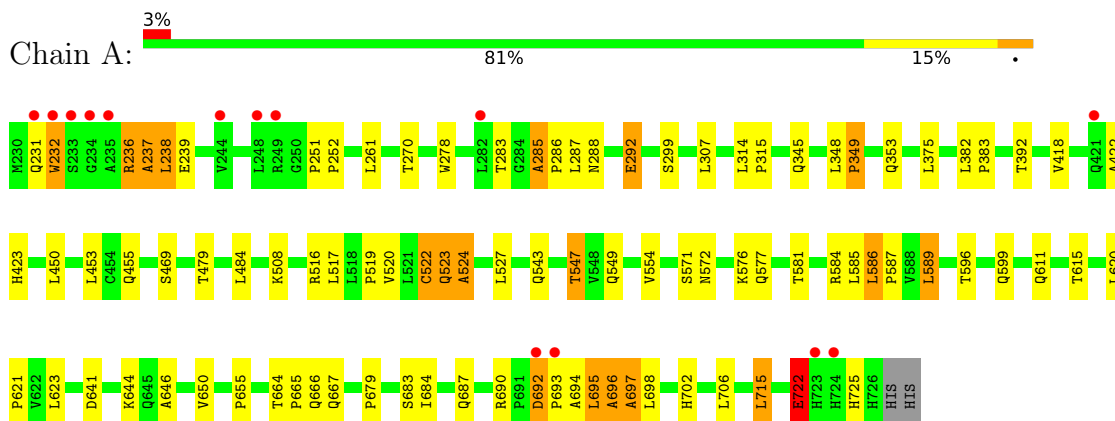 3%
Chain A:
81% 15% .
M230 Q231 W232 S233 G234 A235 R236 A237 L238 E239 V244 L248 R249 G250 P251 P252 L261 T270 W278 L282 T283 G284 A285 P286 L287 N288 E292 S299 L307 L314 P315 Q345 L348 P349 Q353 L375 L382 P383 T392 V418 Q421 A422
H423 L450 L453 C454 Q455 S469 T479 L484 K508 R516 L517 L518 P519 V520 L521 C522 Q523 A524 L527 Q543 T547 V548 Q549 V554 S571 N572 K576 Q577 T581 R584 L585 L586 P587 V588 L589 T596 Q599 Q611 T615 L620
P621 V622 L623 D641 K644 Q645 A646 V650 P655 T664 P665 Q666 Q667 P679 S683 I684 Q687 R690 P691 D692 P693 A694 L695 A696 A697 L698 H702 L706 L715 E722 H723 H724 H725 H726 HIS HIS